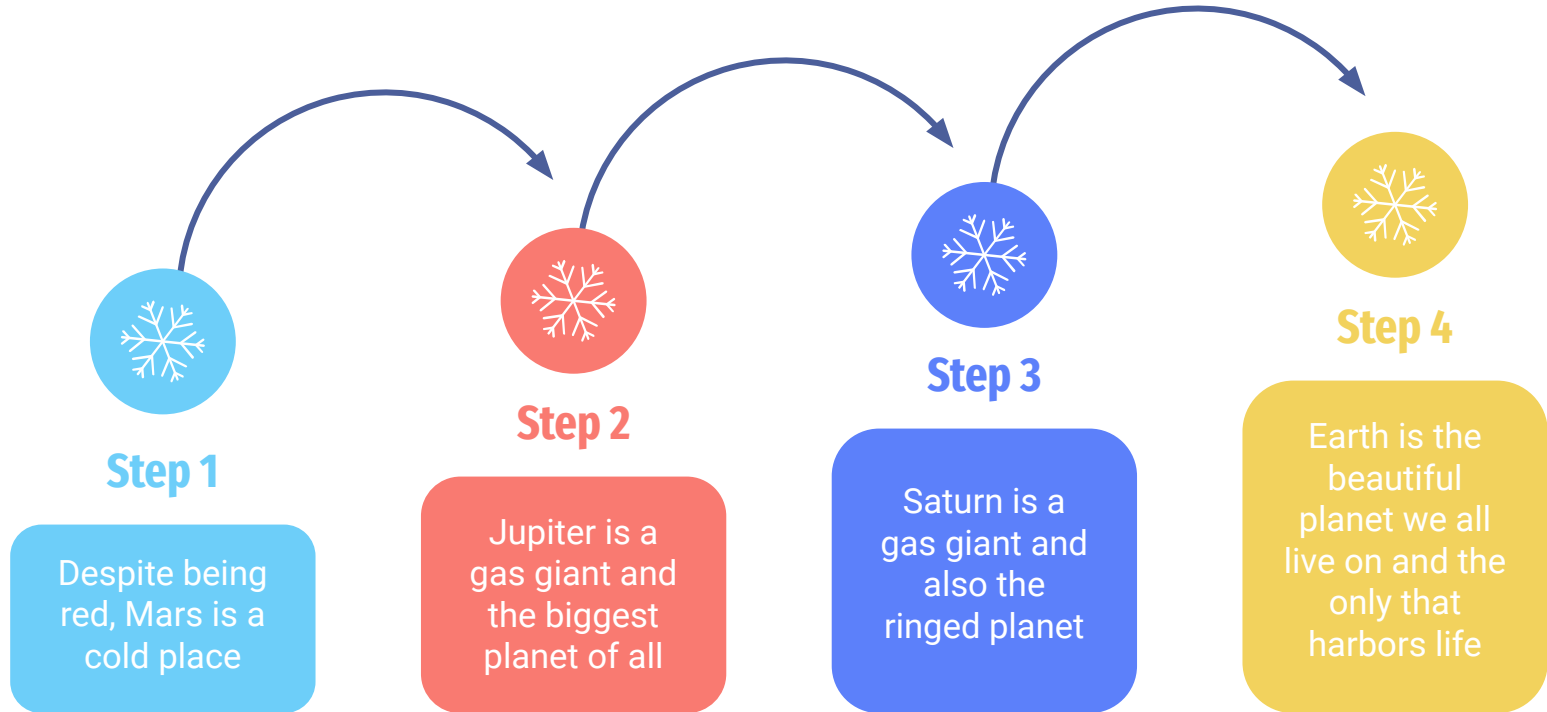 Step 1
Despite being
red, Mars is a
cold place
Step 2
Jupiter is a
gas giant and
the biggest
planet of all
Step 3
Saturn is a
gas giant and
also the
ringed planet
Step 4
Earth is the
beautiful
planet we all
live on and the
only that
harbors life